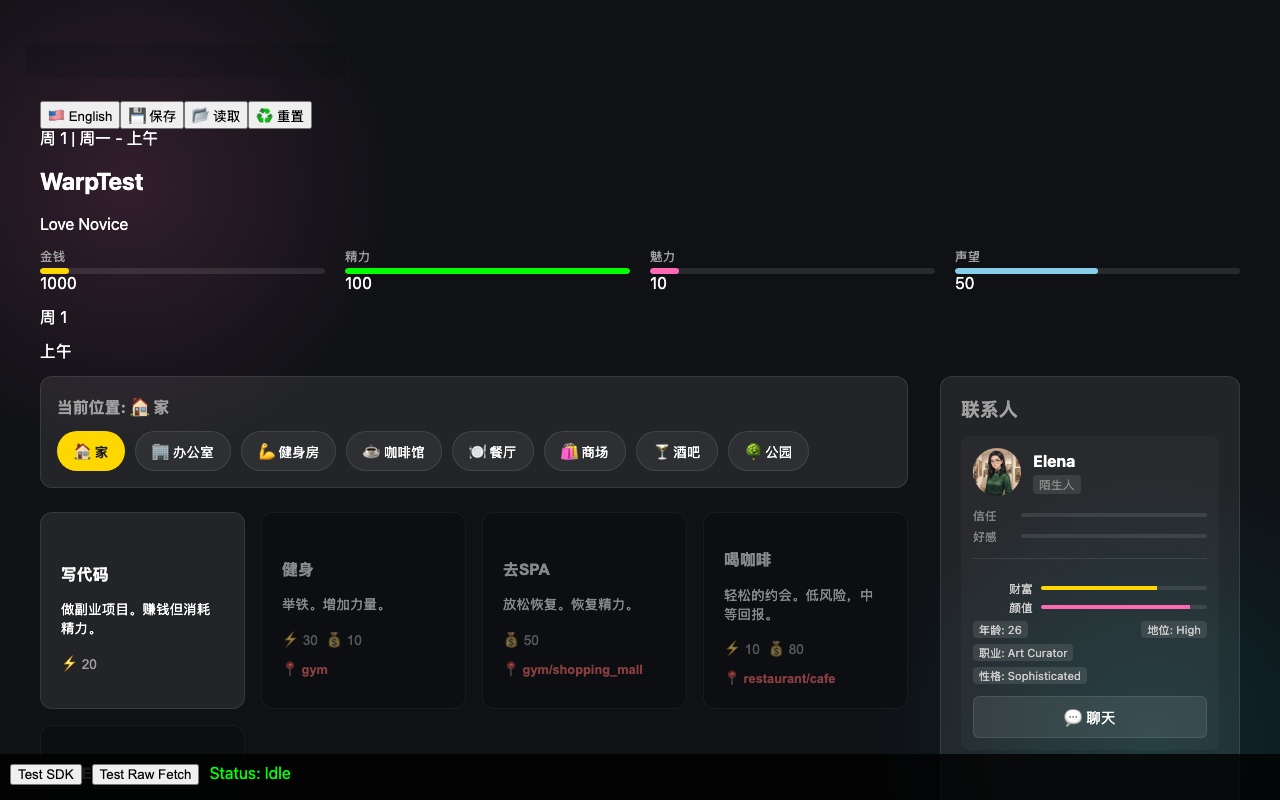 🇺🇸 English 💾 保存 📂 读取 ♻️ 重置
周 1 | 周一 - 上午
WarpTest
Love Novice
金钱 精力 魅力 声望
1000 100 10 50
周 1
上午
当前位置: 🏠 家
🏠 家 🏢 办公室 💪 健身房 ☕ 咖啡馆 🍽️ 餐厅 🛍️ 商场 🍸 酒吧 🌳 公园
写代码
做副业项目。赚钱但消耗
精力。
⚡ 20
健身
举铁。增加力量。
⚡ 30 💰 10
📍 gym
去SPA
放松恢复。恢复精力。
💰 50
📍 gym/shopping_mall
喝咖啡
轻松的约会。低风险，中
等回报。
⚡ 10 💰 80
📍 restaurant/cafe
联系人
Elena
陌生人
信任
好感
财富
颜值
年龄: 26 地位: High
职业: Art Curator
性格: Sophisticated
💬 聊天
Test SDK Test Raw Fetch Status: Idle